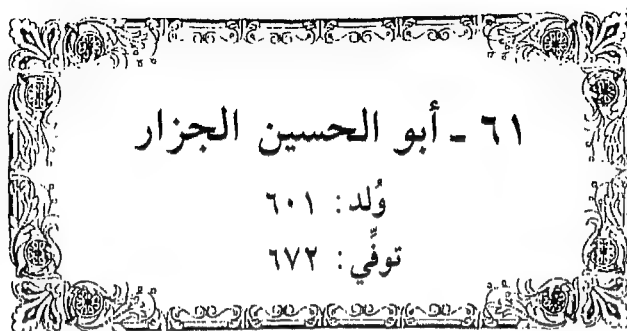 ٦١ ـ أبو الحسين الجزار
وُلد: ٦٠١
توفِّي: ٦٧٢